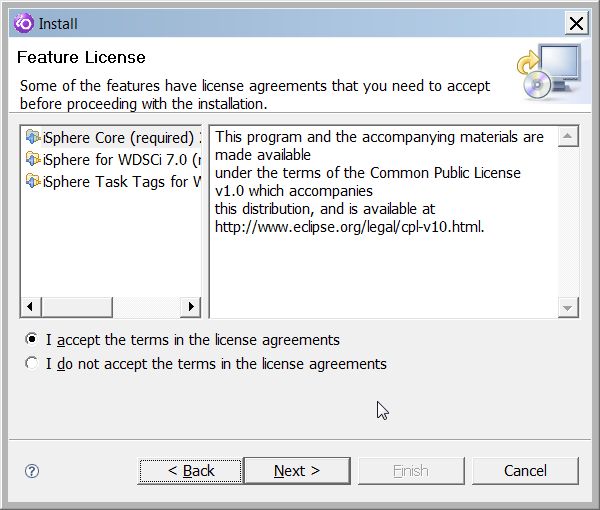 Install
Feature License
Some of the features have license agreements that you need to accept
before proceeding with the installation.
iSphere Core (required)
iSphere for WDSCi 7.0
iSphere Task Tags for
This program and the accompanying materials are
made available
under the terms of the Common Public License
v1.0 which accompanies
this distribution, and is available at
http://www.eclipse.org/legal/cpl-v10.html.
I accept the terms in the license agreements
I do not accept the terms in the license agreements
? < Back Next > Finish Cancel